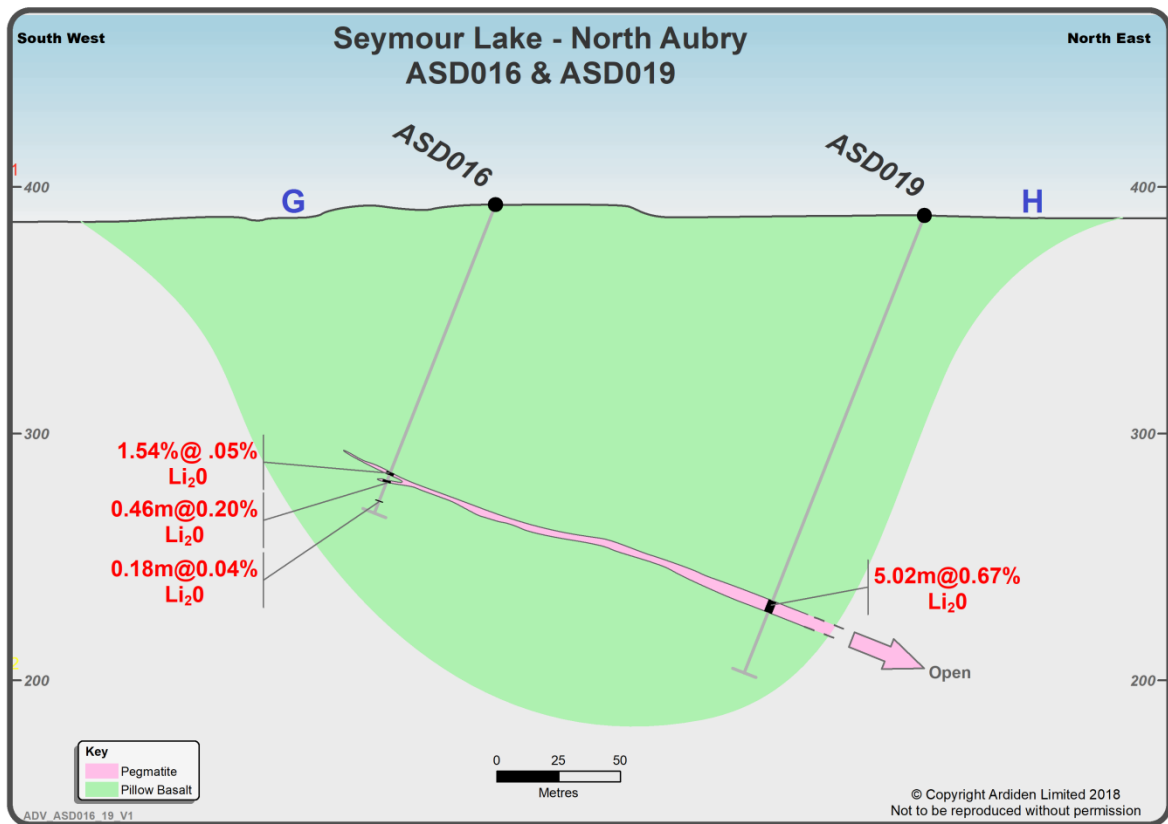 South West
Seymour Lake - North Aubry
ASD016 & ASD019
North East
ASD016
ASD019
1
400
400
G
H
300
300
1.54%@ .05%
Li₂0
0.46m@0.20%
Li₂0
0.18m@0.04%
Li₂0
5.02m@0.67%
Li₂0
2
200
200
Open
Key
Pegmatite
Pillow Basalt
0 25 50
Metres
© Copyright Ardiden Limited 2018
Not to be reproduced without permission
ADV_ASD016_19_V1